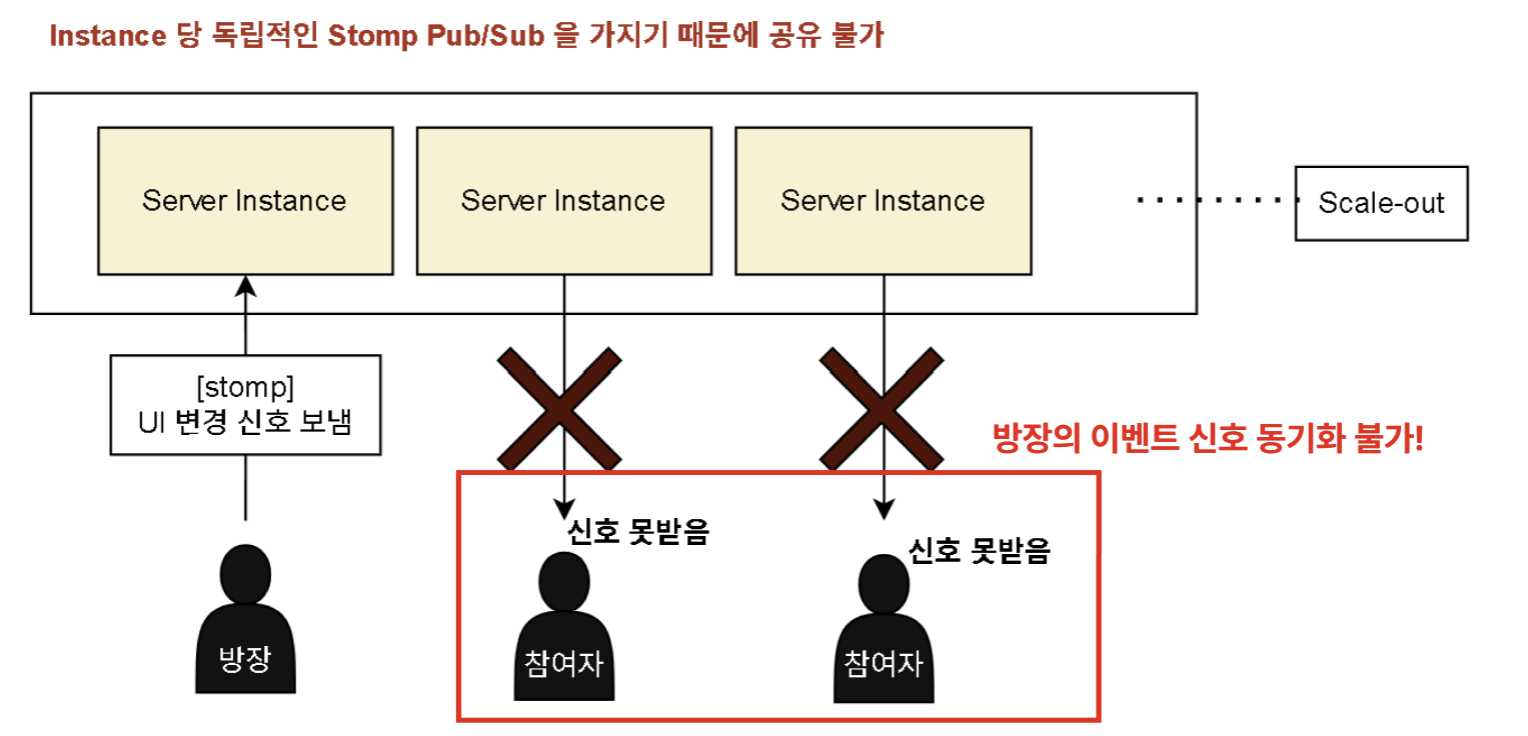 Instance 당 독립적인 Stomp Pub/Sub 을 가지기 때문에 공유 불가
Server Instance
Server Instance
Server Instance
Scale-out
[stomp]
UI 변경 신호 보냄
방장의 이벤트 신호 동기화 불가!
신호 못받음
신호 못받음
방장
참여자
참여자